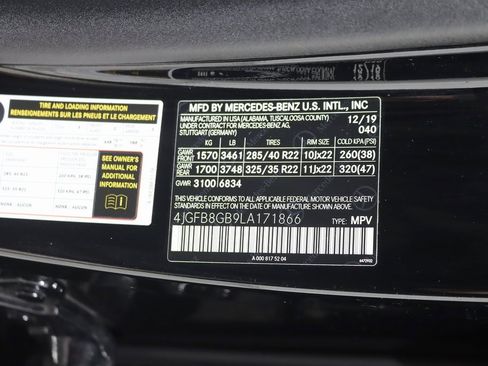 TIRE AND LOADING INFORMATION
RENSEIGNEMENTS SUR LES PNEUS ET LE CHARGEMENT
SEE OWNER'S
MANUAL FOR
ADDITIONAL
INFORMATION
MFD BY MERCEDES-BENZ U.S. INTL., INC
MANUFACTURED IN USA (ALABAMA, TUSCALOOSA COUNTY)
UNDER CONTRACT FOR MERCEDES-BENZ AG,
STUTTGART (GERMANY)
12/19
040
KG LB TIRES RIM SIZE COLD KPA (PSI)
GAWR FRONT 1570 3461 285/40 R22 10Jx22 260(38)
GAWR REAR 1700 3748 325/35 R22 11Jx22 320(47)
GVWR 3100 6834
THIS VEHICLE CONFORMS TO ALL APPLICABLE FEDERAL MOTOR VEHICLE
SAFETY STANDARDS IN EFFECT ON THE DATE OF MANUFACTURE SHOWN ABOVE.
4JGFB8GB9LA171866 TYPE: MPV
A 000 817 52 04